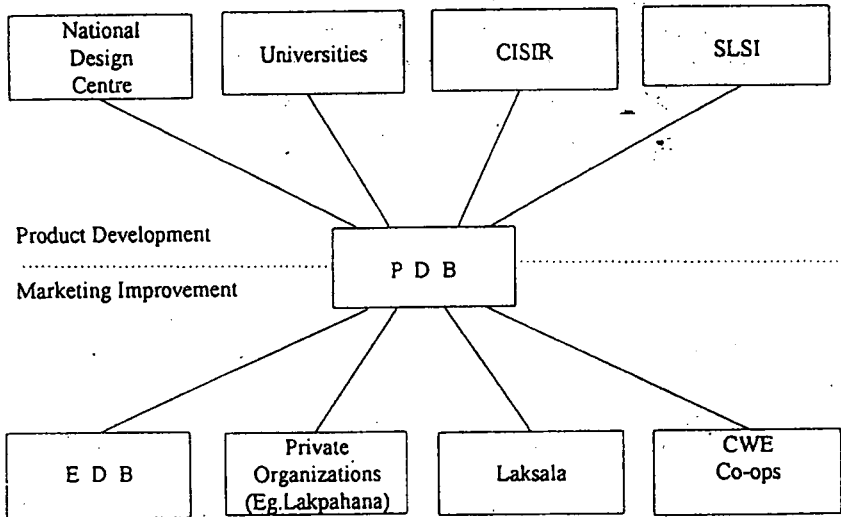 National
Design
Centre
Universities
CISIR
SLSI
Product Development
P D B
Marketing Improvement
E D B
Private
Organizations
(Eg.Lakpahana)
Laksala
CWE
Co-ops